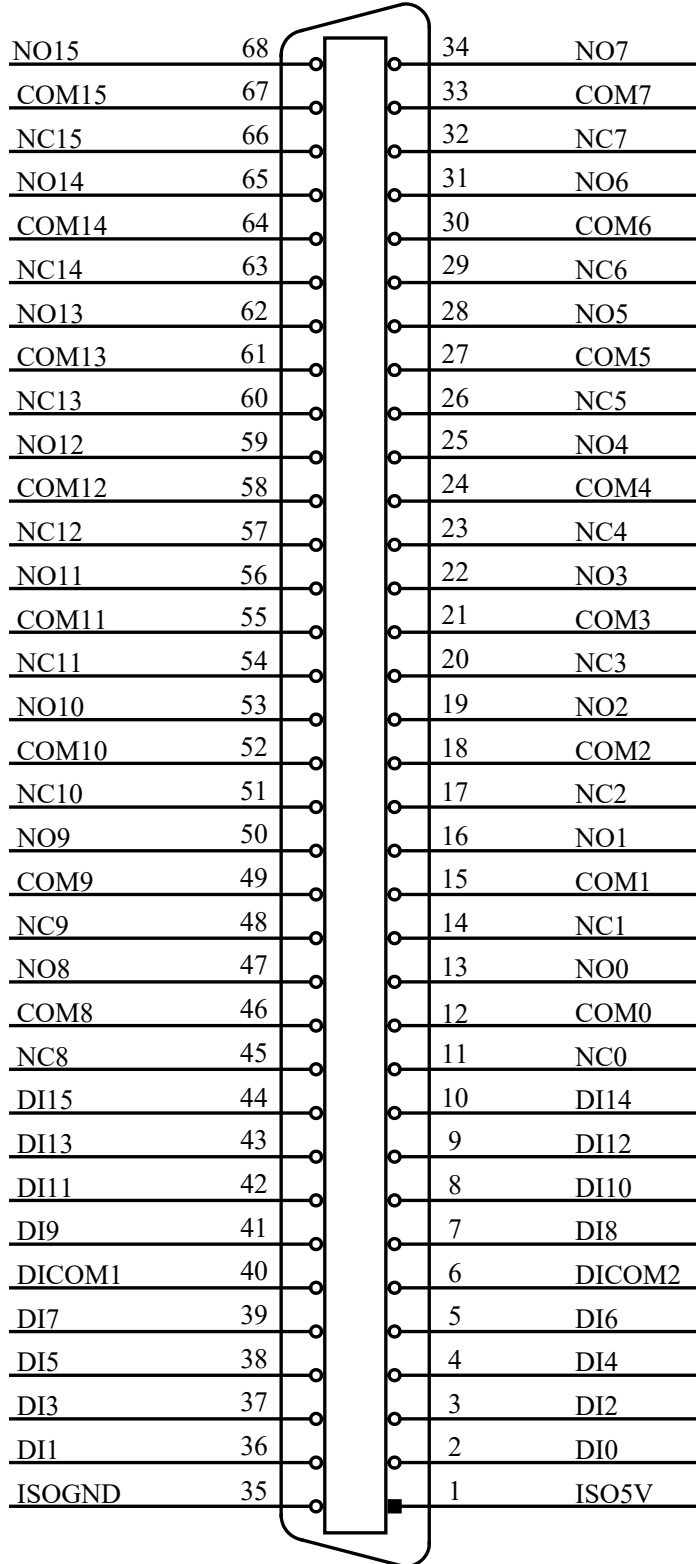 NO15 68 34 NO7
COM15 67 33 COM7
NC15 66 32 NC7
NO14 65 31 NO6
COM14 64 30 COM6
NC14 63 29 NC6
NO13 62 28 NO5
COM13 61 27 COM5
NC13 60 26 NC5
NO12 59 25 NO4
COM12 58 24 COM4
NC12 57 23 NC4
NO11 56 22 NO3
COM11 55 21 COM3
NC11 54 20 NC3
NO10 53 19 NO2
COM10 52 18 COM2
NC10 51 17 NC2
NO9 50 16 NO1
COM9 49 15 COM1
NC9 48 14 NC1
NO8 47 13 NO0
COM8 46 12 COM0
NC8 45 11 NC0
DI15 44 10 DI14
DI13 43 9 DI12
DI11 42 8 DI10
DI9 41 7 DI8
DICOM1 40 6 DICOM2
DI7 39 5 DI6
DI5 38 4 DI4
DI3 37 3 DI2
DI1 36 2 DI0
ISOGND 35 1 ISO5V